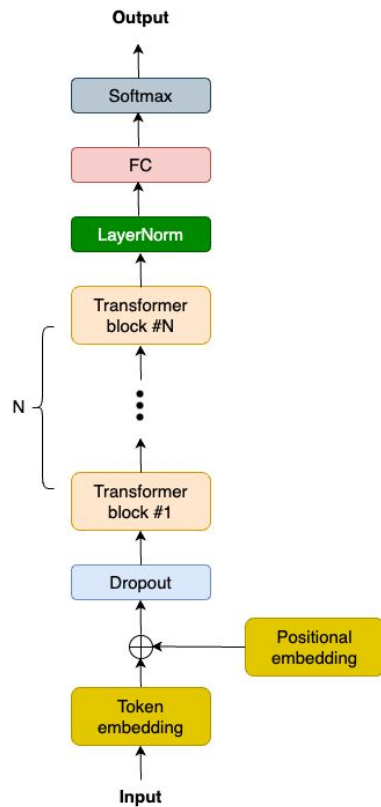 Output
Softmax
FC
LayerNorm
Transformer
block #N
N
Transformer
block #1
Dropout
Positional
embedding
Token
embedding
Input